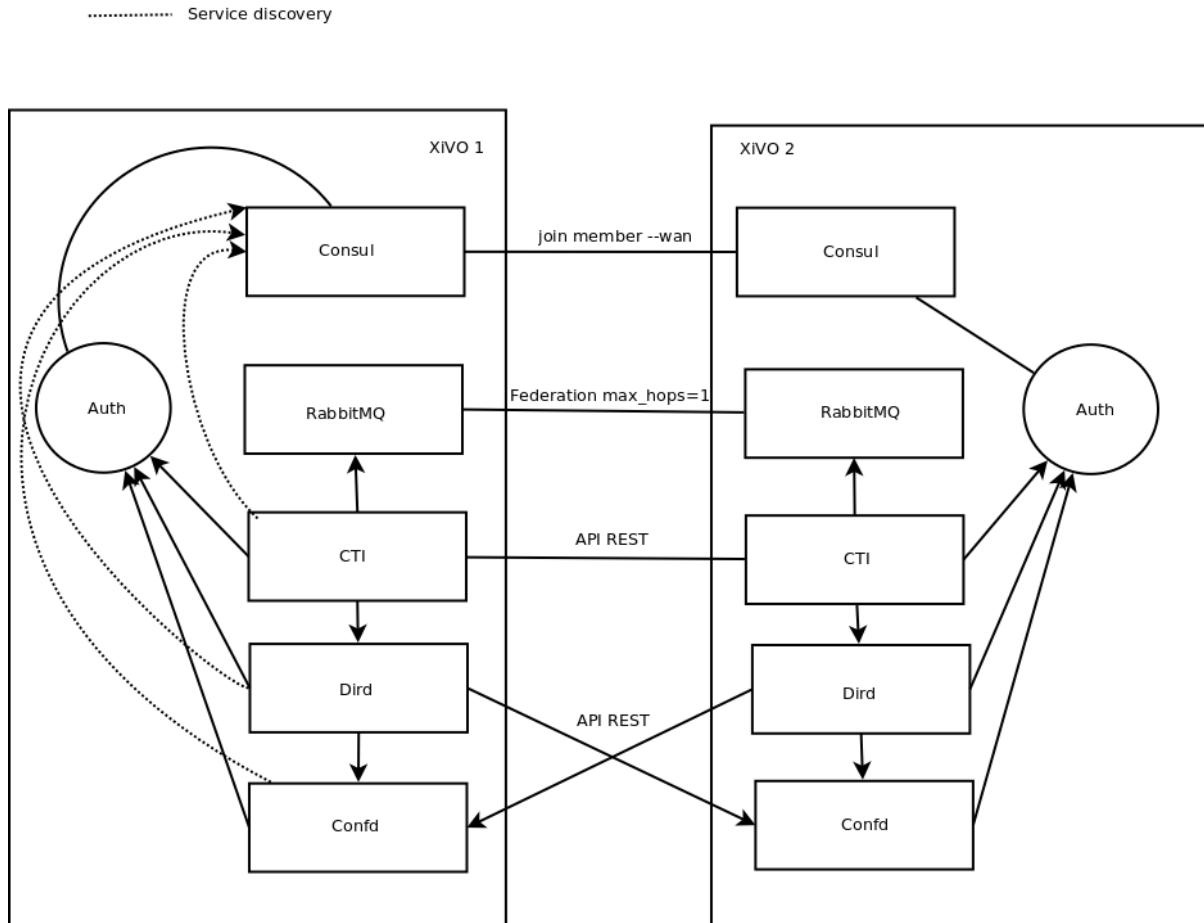 Service discovery
XiVO 1
XiVO 2
Consul
join member --wan
Consul
Auth
RabbitMQ
Federation max_hops=1
RabbitMQ
Auth
CTI
API REST
CTI
Dird
API REST
Dird
Confd
Confd